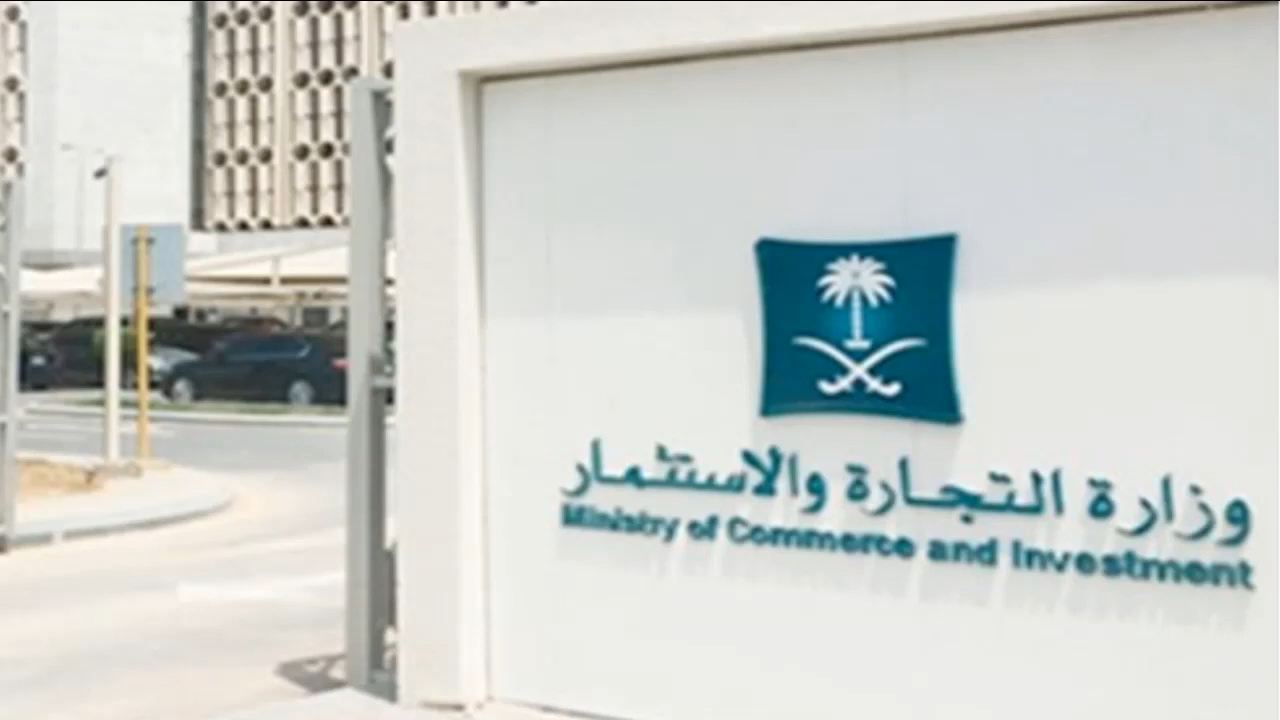 وزارة التجارة والاستثمار
Ministry of Commerce and Investment